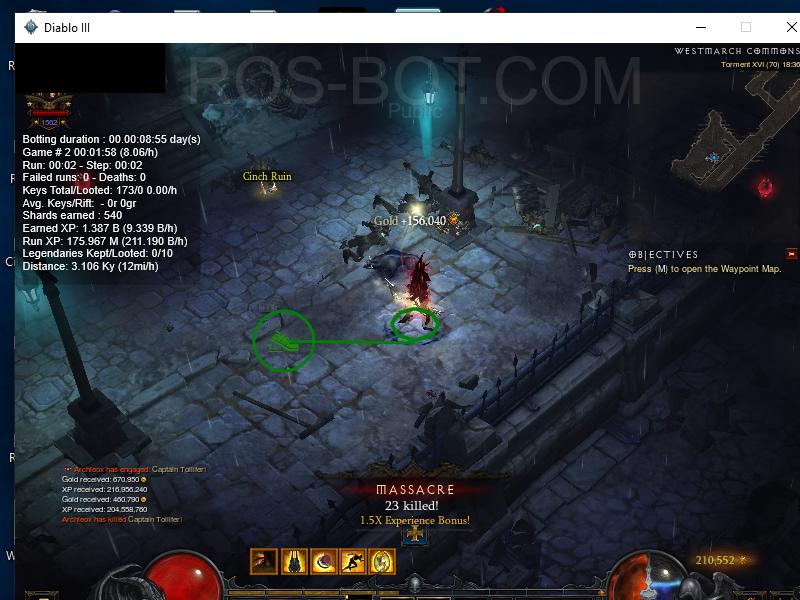 Diablo III
WESTMARCH COMMONS
Torment XVI (70) 18:36
ROS-BOT.COM
Public
1562
Botting duration : 00.00:08:55 day(s)
Game # 2 00:01:58 (8.06/h)
Run: 00:02 - Step: 00:02
Failed runs: 0 - Deaths: 0
Keys Total/Looted: 173/0 0.00/h
Avg. Keys/Rift: - 0r 0gr
Shards earned : 540
Earned XP: 1.387 B (9.339 B/h)
Run XP: 175.967 M (211.190 B/h)
Legendaries Kept/Looted: 0/10
Distance: 3.106 Ky (12mi/h)
Cinch Ruin
Gold +156,040
OBJECTIVES
Press (M) to open the Waypoint Map.
Archleox has engaged: Captain Tollifer!
Gold received: 670,950
XP received: 216,956,240
Gold received: 460,790
XP received: 204,558,760
Archleox has killed Captain Tollifer!
MASSACRE
23 killed!
1.5X Experience Bonus!
210,552